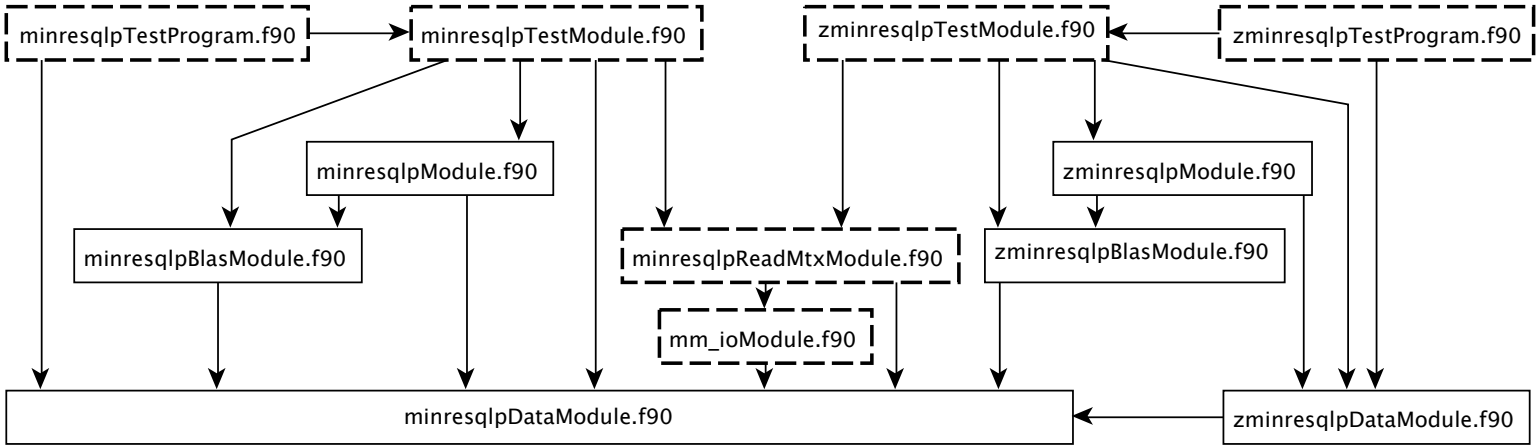 minresqlpTestProgram.f90
minresqlpTestModule.f90
zminresqlpTestModule.f90
zminresqlpTestProgram.f90
minresqlpModule.f90
zminresqlpModule.f90
minresqlpBlasModule.f90
minresqlpReadMtxModule.f90
zminresqlpBlasModule.f90
mm_ioModule.f90
minresqlpDataModule.f90
zminresqlpDataModule.f90